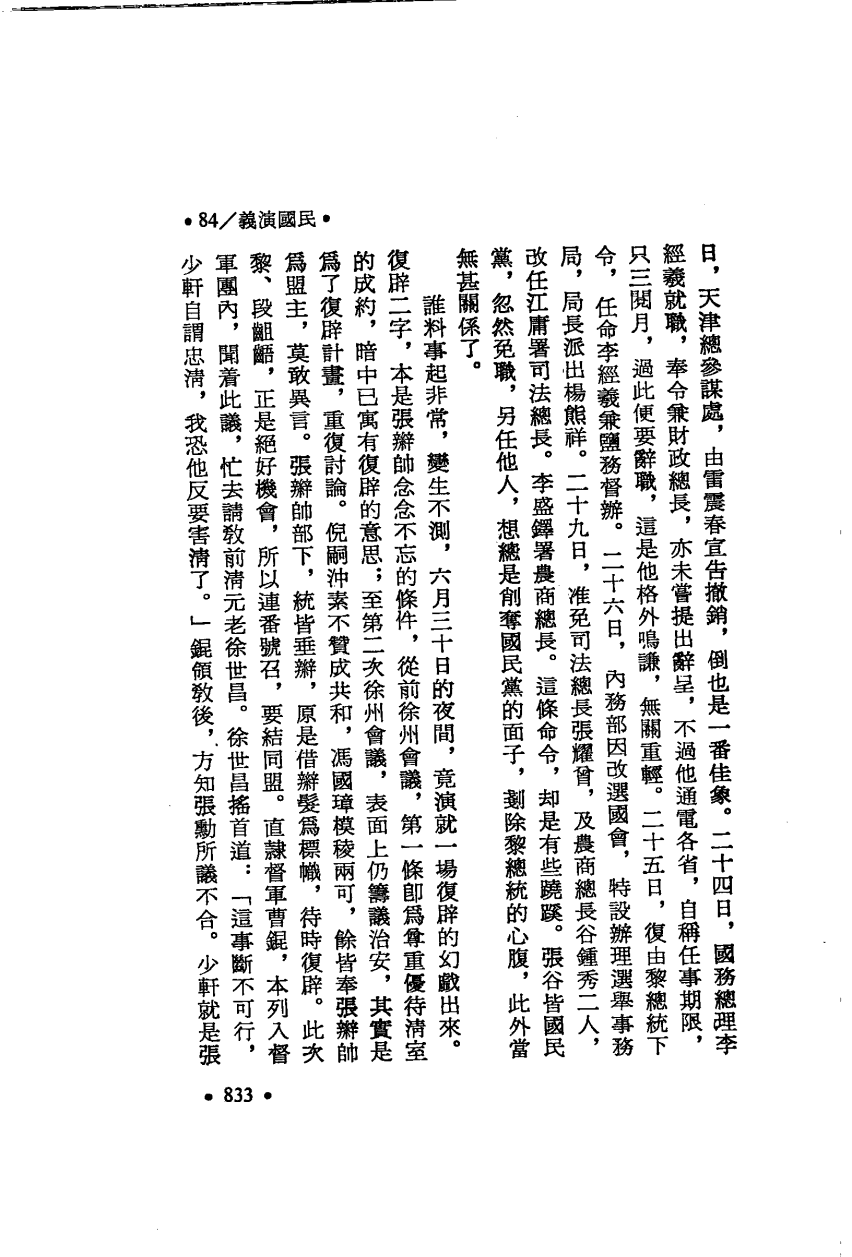 •民國演義/84•
日，天津總參謀處，由雷震春宣告撤銷，倒也是一番佳象。二十四日，國務總理李
經羲就職，奉令兼財政總長，亦未嘗提出辭呈，不過他通電各省，自稱任事期限，
只三閱月，過此便要辭職，這是他格外鳴謙，無關重輕。二十五日，復由黎總統下
令，任命李經羲兼鹽務督辦。二十六日，內務部因改選國會，特設辦理選舉事務
局，局長派出楊熊祥。二十九日，准免司法總長張耀曾，及農商總長谷鍾秀二人，
改任江庸署司法總長。李盛鐸署農商總長。這條命令，却是有些蹺蹊。張谷皆國民
黨，忽然免職，另任他人，想總是削奪國民黨的面子，剗除黎總統的心腹，此外當
無甚關係了。
誰料事起非常，變生不測，六月三十日的夜間，竟演就一場復辟的幻戲出來。
復辟二字，本是張辮帥念念不忘的條件，從前徐州會議，第一條卽爲尊重優待清室
的成約，暗中已寓有復辟的意思；至第二次徐州會議，表面上仍籌議治安，其實是
爲了復辟計畫，重復討論。倪嗣沖素不贊成共和，馮國璋模稜兩可，餘皆奉張辮帥
爲盟主，莫敢異言。張辮帥部下，統皆垂辮，原是借辮髮爲標幟，待時復辟。此次
黎、段齟齬，正是絕好機會，所以連番號召，要結同盟。直隸督軍曹錕，本列入督
軍團內，聞着此議，忙去請教前清元老徐世昌。徐世昌搖首道：「這事斷不可行，
少軒自謂忠清，我恐他反要害清了。」錕領教後，方知張勳所議不合。少軒就是張
• 833 •